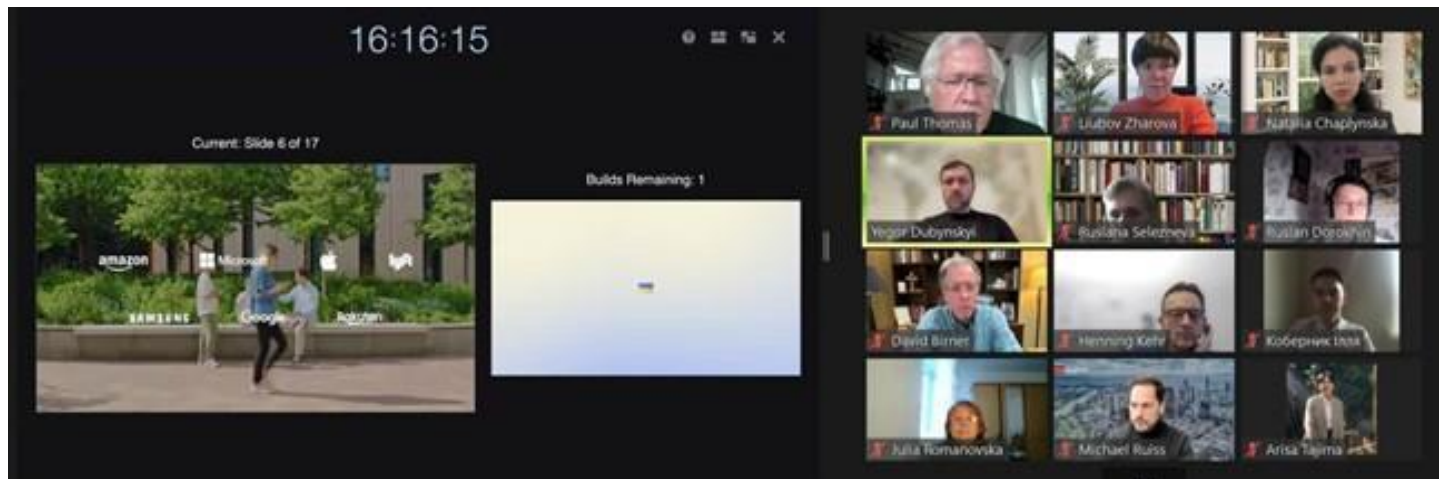 16:16:15
Current: Slide 6 of 17
Builds Remaining: 1
amazon
Microsoft
lyft
SAMSUNG
Google
Rakuten
Paul Thomas
Liubov Zharova
Natalia Chaplynska
Yegor Dubynskyi
Ruslana Selezneva
Ruslan Dorokhin
David Birner
Henning Kehr
Коберник Ілля
Julia Romanovska
Michael Ruiss
Arisa Tajima